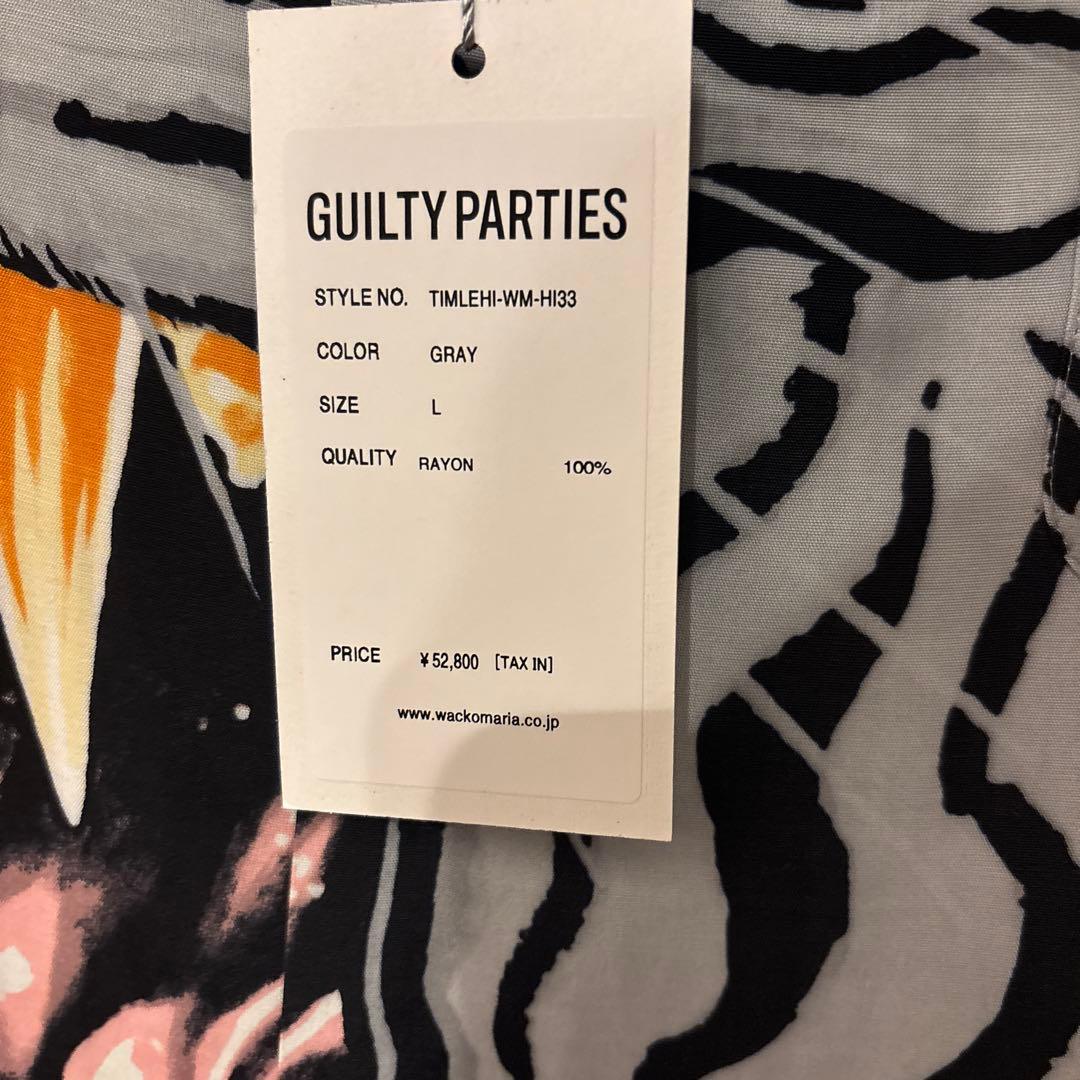 GUILTY PARTIES
STYLE NO. TIMLEHI-WM-HI33
COLOR GRAY
SIZE L
QUALITY RAYON 100%
PRICE ¥52,800 [TAX IN]
www.wackomaria.co.jp